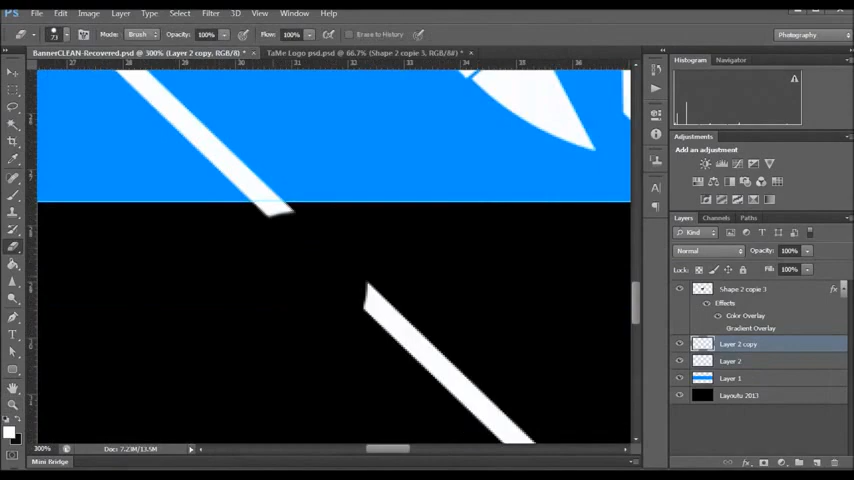 Ps File Edit Image Layer Type Select Filter 3D View Window Help
73 Mode: Brush Opacity: 100% Flow: 100% Erase to History Photography
BannerCLEAN-Recovered.psd @ 300% (Layer 2 copy, RGB/8) * × TaMe Logo psd.psd @ 66.7% (Shape 2 copie 3, RGB/8#) * ×
27 28 29 30 31 32 33 34 35 36
Histogram Navigator
Adjustments
Add an adjustment
Layers Channels Paths
Kind
Normal Opacity: 100%
Lock: Fill: 100%
Shape 2 copie 3 fx
Effects
Color Overlay
Gradient Overlay
Layer 2 copy
Layer 2
Layer 1
Layoutu 2013
300% Doc: 7.23M/13.5M
Mini Bridge